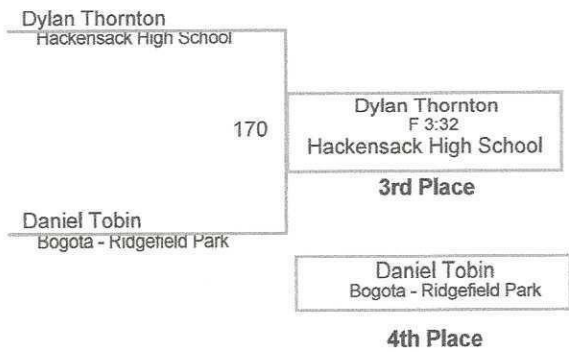 Dylan Thornton
Hackensack High School
170
Dylan Thornton
F 3:32
Hackensack High School
3rd Place
Daniel Tobin
Bogota - Ridgefield Park
Daniel Tobin
Bogota - Ridgefield Park
4th Place